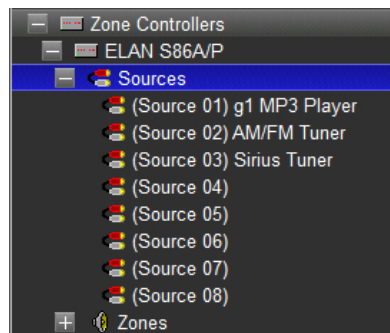 Zone Controllers
ELAN S86A/P
Sources
(Source 01) g1 MP3 Player
(Source 02) AM/FM Tuner
(Source 03) Sirius Tuner
(Source 04)
(Source 05)
(Source 06)
(Source 07)
(Source 08)
Zones